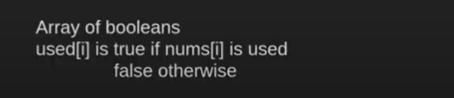 Array of booleans
used[i] is true if nums[i] is used
false otherwise